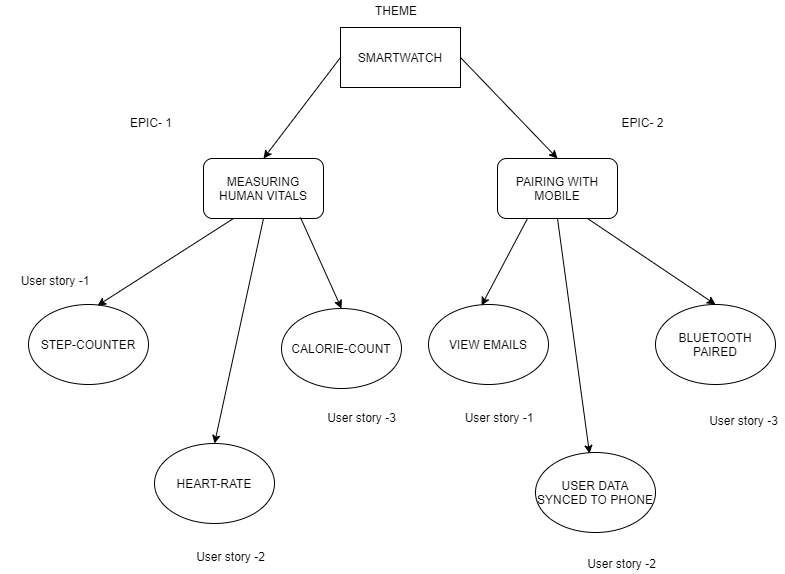 THEME
SMARTWATCH
EPIC- 1
EPIC- 2
MEASURING
HUMAN VITALS
PAIRING WITH
MOBILE
User story -1
STEP-COUNTER
CALORIE-COUNT
VIEW EMAILS
BLUETOOTH
PAIRED
User story -3
User story -1
User story -3
HEART-RATE
USER DATA
SYNCED TO PHONE
User story -2
User story -2